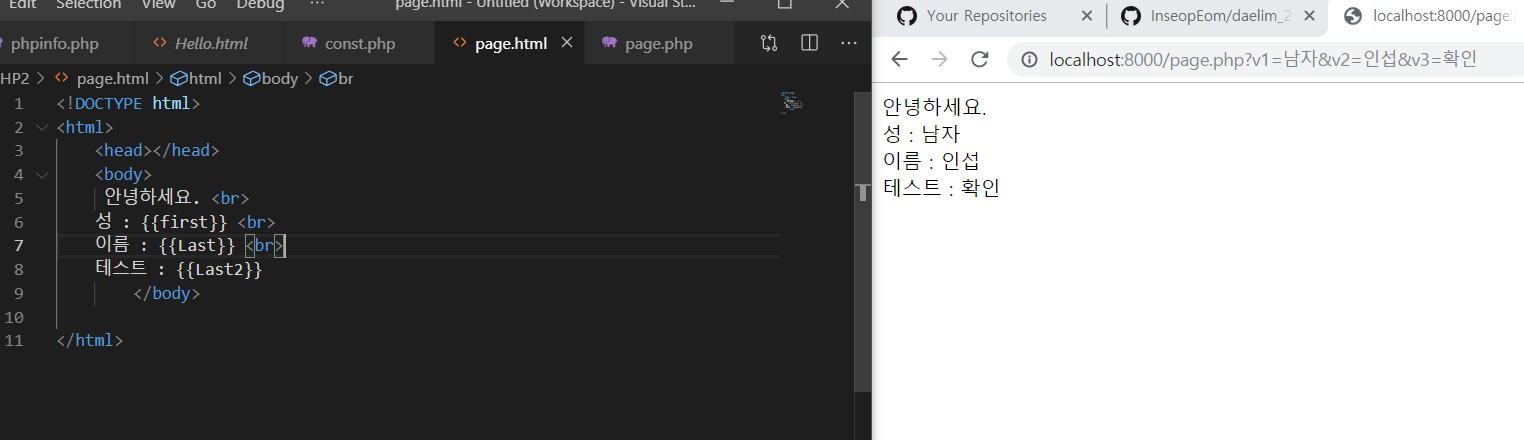 Edit Selection View Go Debug ··· page.html - Untitled (Workspace) - Visual St...
phpinfo.php Hello.html const.php page.html page.php ···
HP2 > page.html > html > body > br
1 <!DOCTYPE html>
2 <html>
3 <head></head>
4 <body>
5 안녕하세요. <br>
6 성 : {{first}} <br>
7 이름 : {{Last}} <br>
8 테스트 : {{Last2}}
9 </body>
10
11 </html>
Your Repositories InseopEom/daelim_2 localhost:8000/page.p
localhost:8000/page.php?v1=남자&v2=인섭&v3=확인
안녕하세요.
성 : 남자
이름 : 인섭
테스트 : 확인